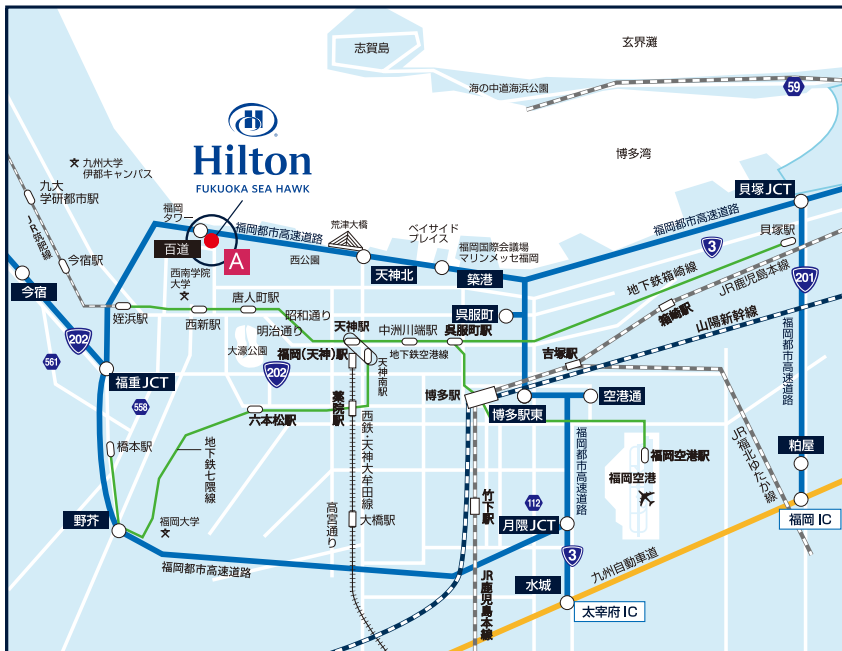 志賀島
玄界灘
海の中道海浜公園
59
Hilton
FUKUOKA SEA HAWK
博多湾
九州大学
伊都キャンパス
九大
学研都市駅
JR筑肥線
福岡
タワー
百道
A
福岡都市高速道路
荒津大橋
西公園
ベイサイド
プレイス
福岡国際会議場
マリンメッセ福岡
福岡都市高速道路
貝塚JCT
貝塚駅
3
今宿駅
今宿
西南学院
大学
天神北
築港
地下鉄箱崎線
JR鹿児島本線
201
姪浜駅
西新駅
唐人町駅
昭和通り
明治通り
呉服町
箱崎駅
山陽新幹線
202
天神駅
中洲川端駅
呉服町駅
福岡都市高速道路
561
福重JCT
大濠公園
202
福岡(天神)駅
天神南駅
地下鉄空港線
吉塚駅
558
六本松駅
薬院駅
博多駅
博多駅東
空港通
橋本駅
地下鉄七隈線
西鉄・天神大牟田線
福岡都市高速道路
福岡空港駅
福岡空港
JR福北ゆたか線
粕屋
野芥
福岡大学
高宮通り
大橋駅
竹下駅
112
月隈JCT
福岡IC
福岡都市高速道路
JR鹿児島本線
3
水城
九州自動車道
太宰府IC